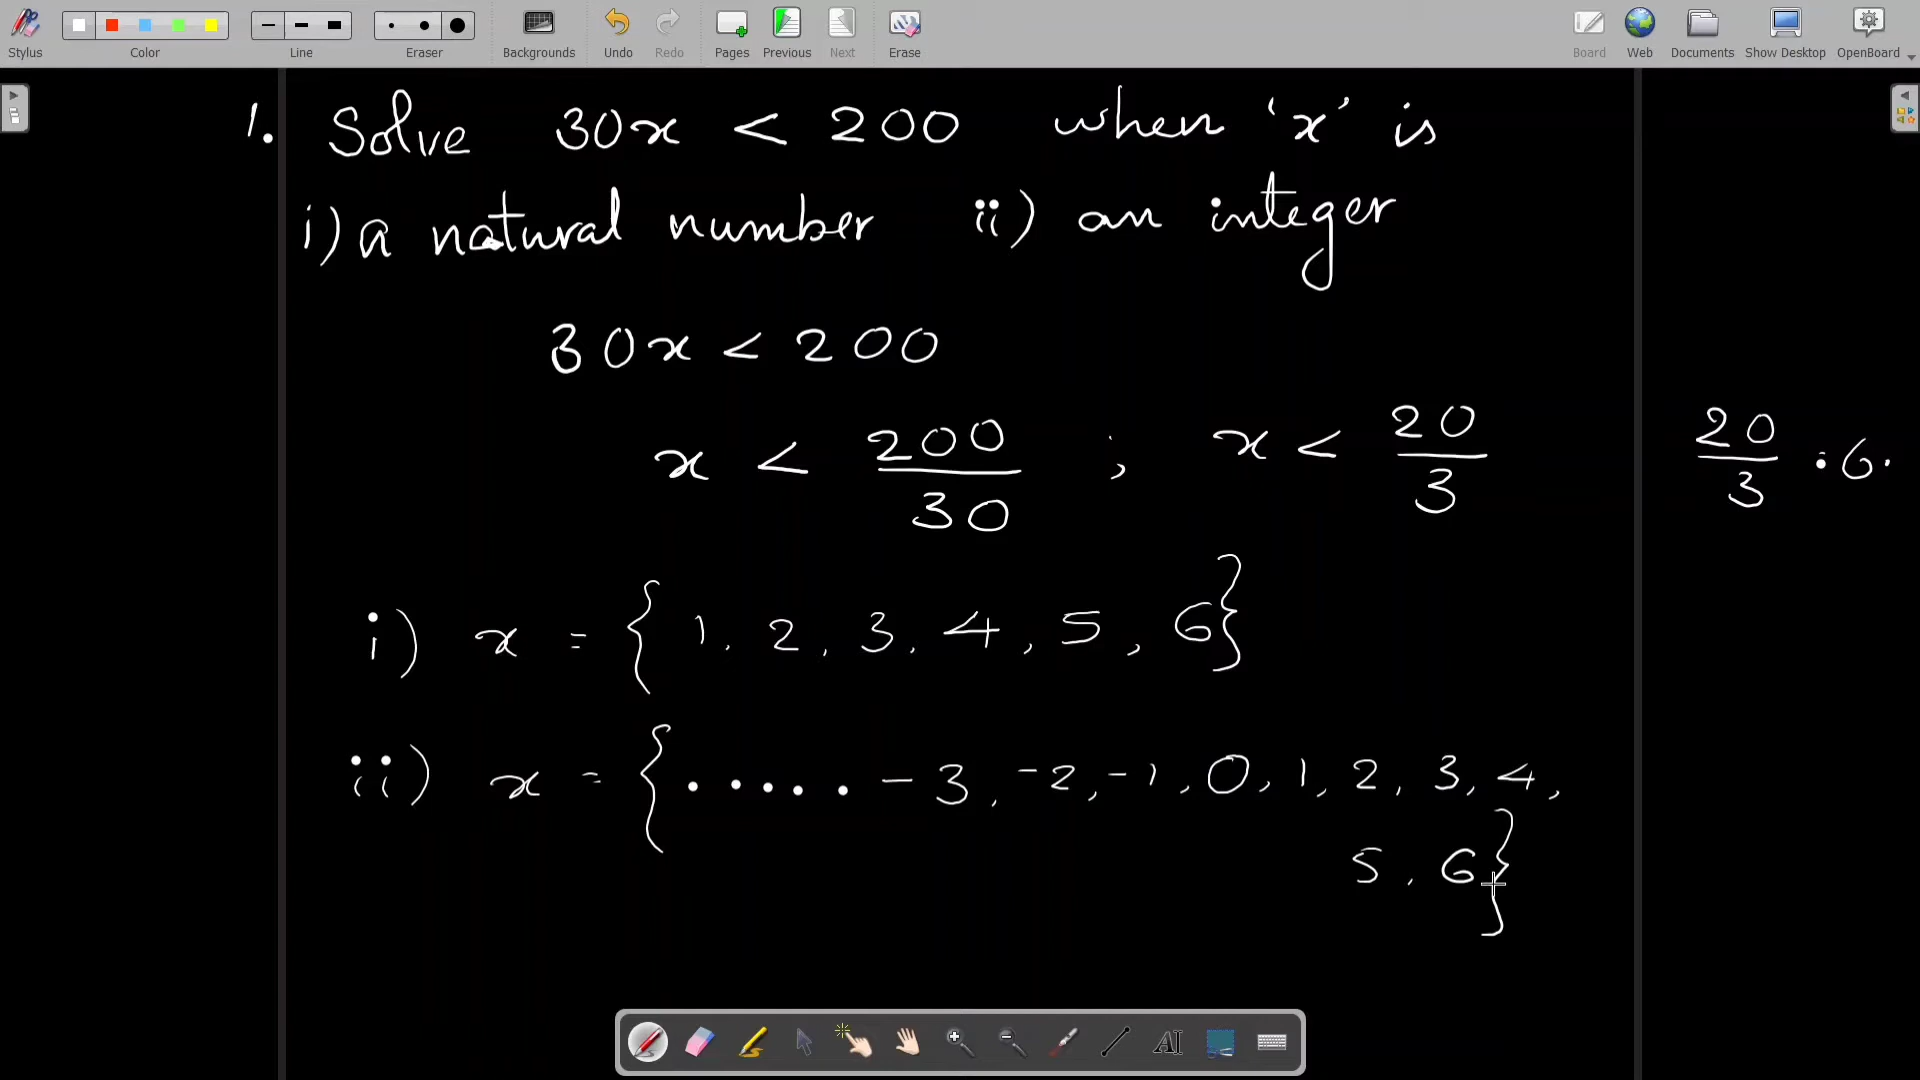 Stylus Color Line Eraser Backgrounds Undo Redo Pages Previous Next Erase Board Web Documents Show Desktop OpenBoard
1. Solve 30x < 200 when 'x' is
i) a natural number ii) an integer
30x < 200
x < 200/30 ; x < 20/3 20/3 : 6.
i) x = { 1, 2, 3, 4, 5, 6}
ii) x = {..... -3, -2, -1, 0, 1, 2, 3, 4,
5, 6}